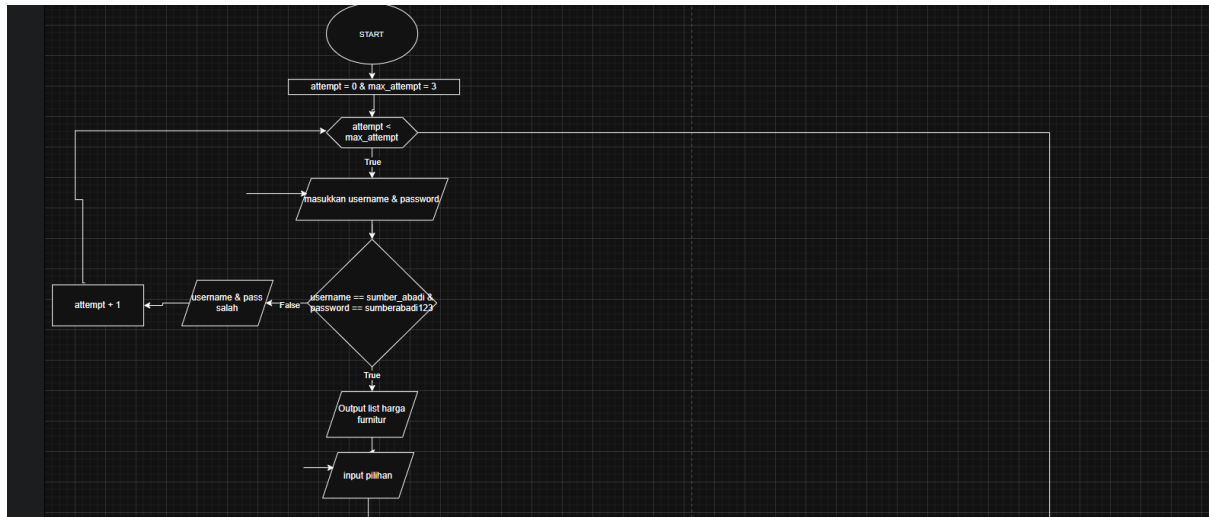 START
attempt = 0 & max_attempt = 3
attempt <
max_attempt
True
masukkan username & password
username == sumber_abadi &
password == sumberabadi123
False
username & pass
salah
attempt + 1
True
Output list harga
furnitur
input pilihan